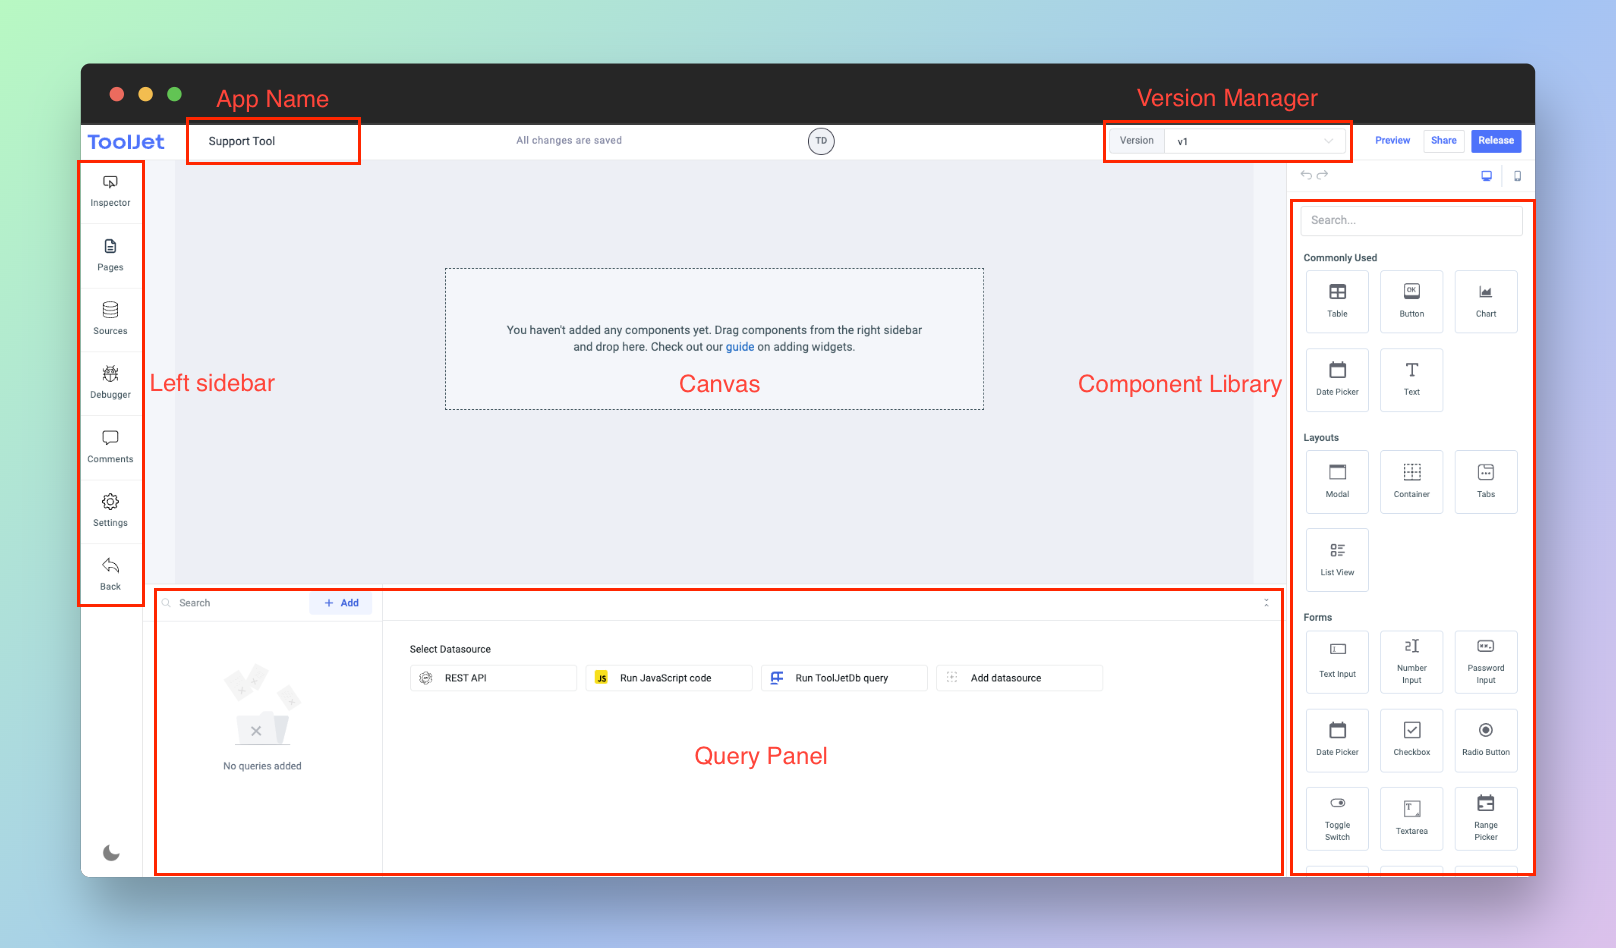 App Name
Version Manager
ToolJet
Support Tool
All changes are saved
TD
Version
v1
Preview
Share
Release
Inspector
Pages
Sources
Debugger
Comments
Settings
Back
Left sidebar
You haven't added any components yet. Drag components from the right sidebar
and drop here. Check out our guide on adding widgets.
Canvas
Component Library
Search...
Commonly Used
Table
OK
Button
Chart
Date Picker
Text
Layouts
Modal
Container
Tabs
List View
Forms
Text Input
Number
Input
Password
Input
Date Picker
Checkbox
Radio Button
Toggle
Switch
Textarea
Range
Picker
Search
+ Add
No queries added
Select Datasource
REST API
JS
Run JavaScript code
Run ToolJetDb query
Add datasource
Query Panel